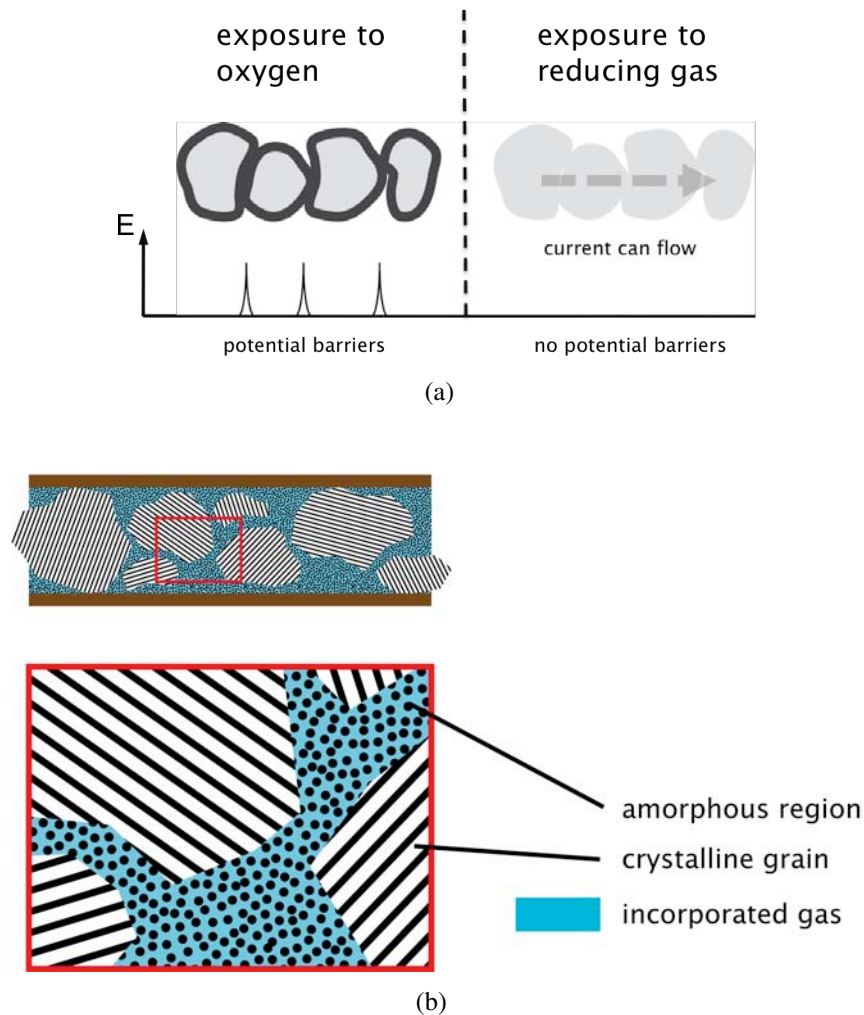 exposure to
oxygen
exposure to
reducing gas
E
current can flow
potential barriers
no potential barriers
(a)
amorphous region
crystalline grain
incorporated gas
(b)